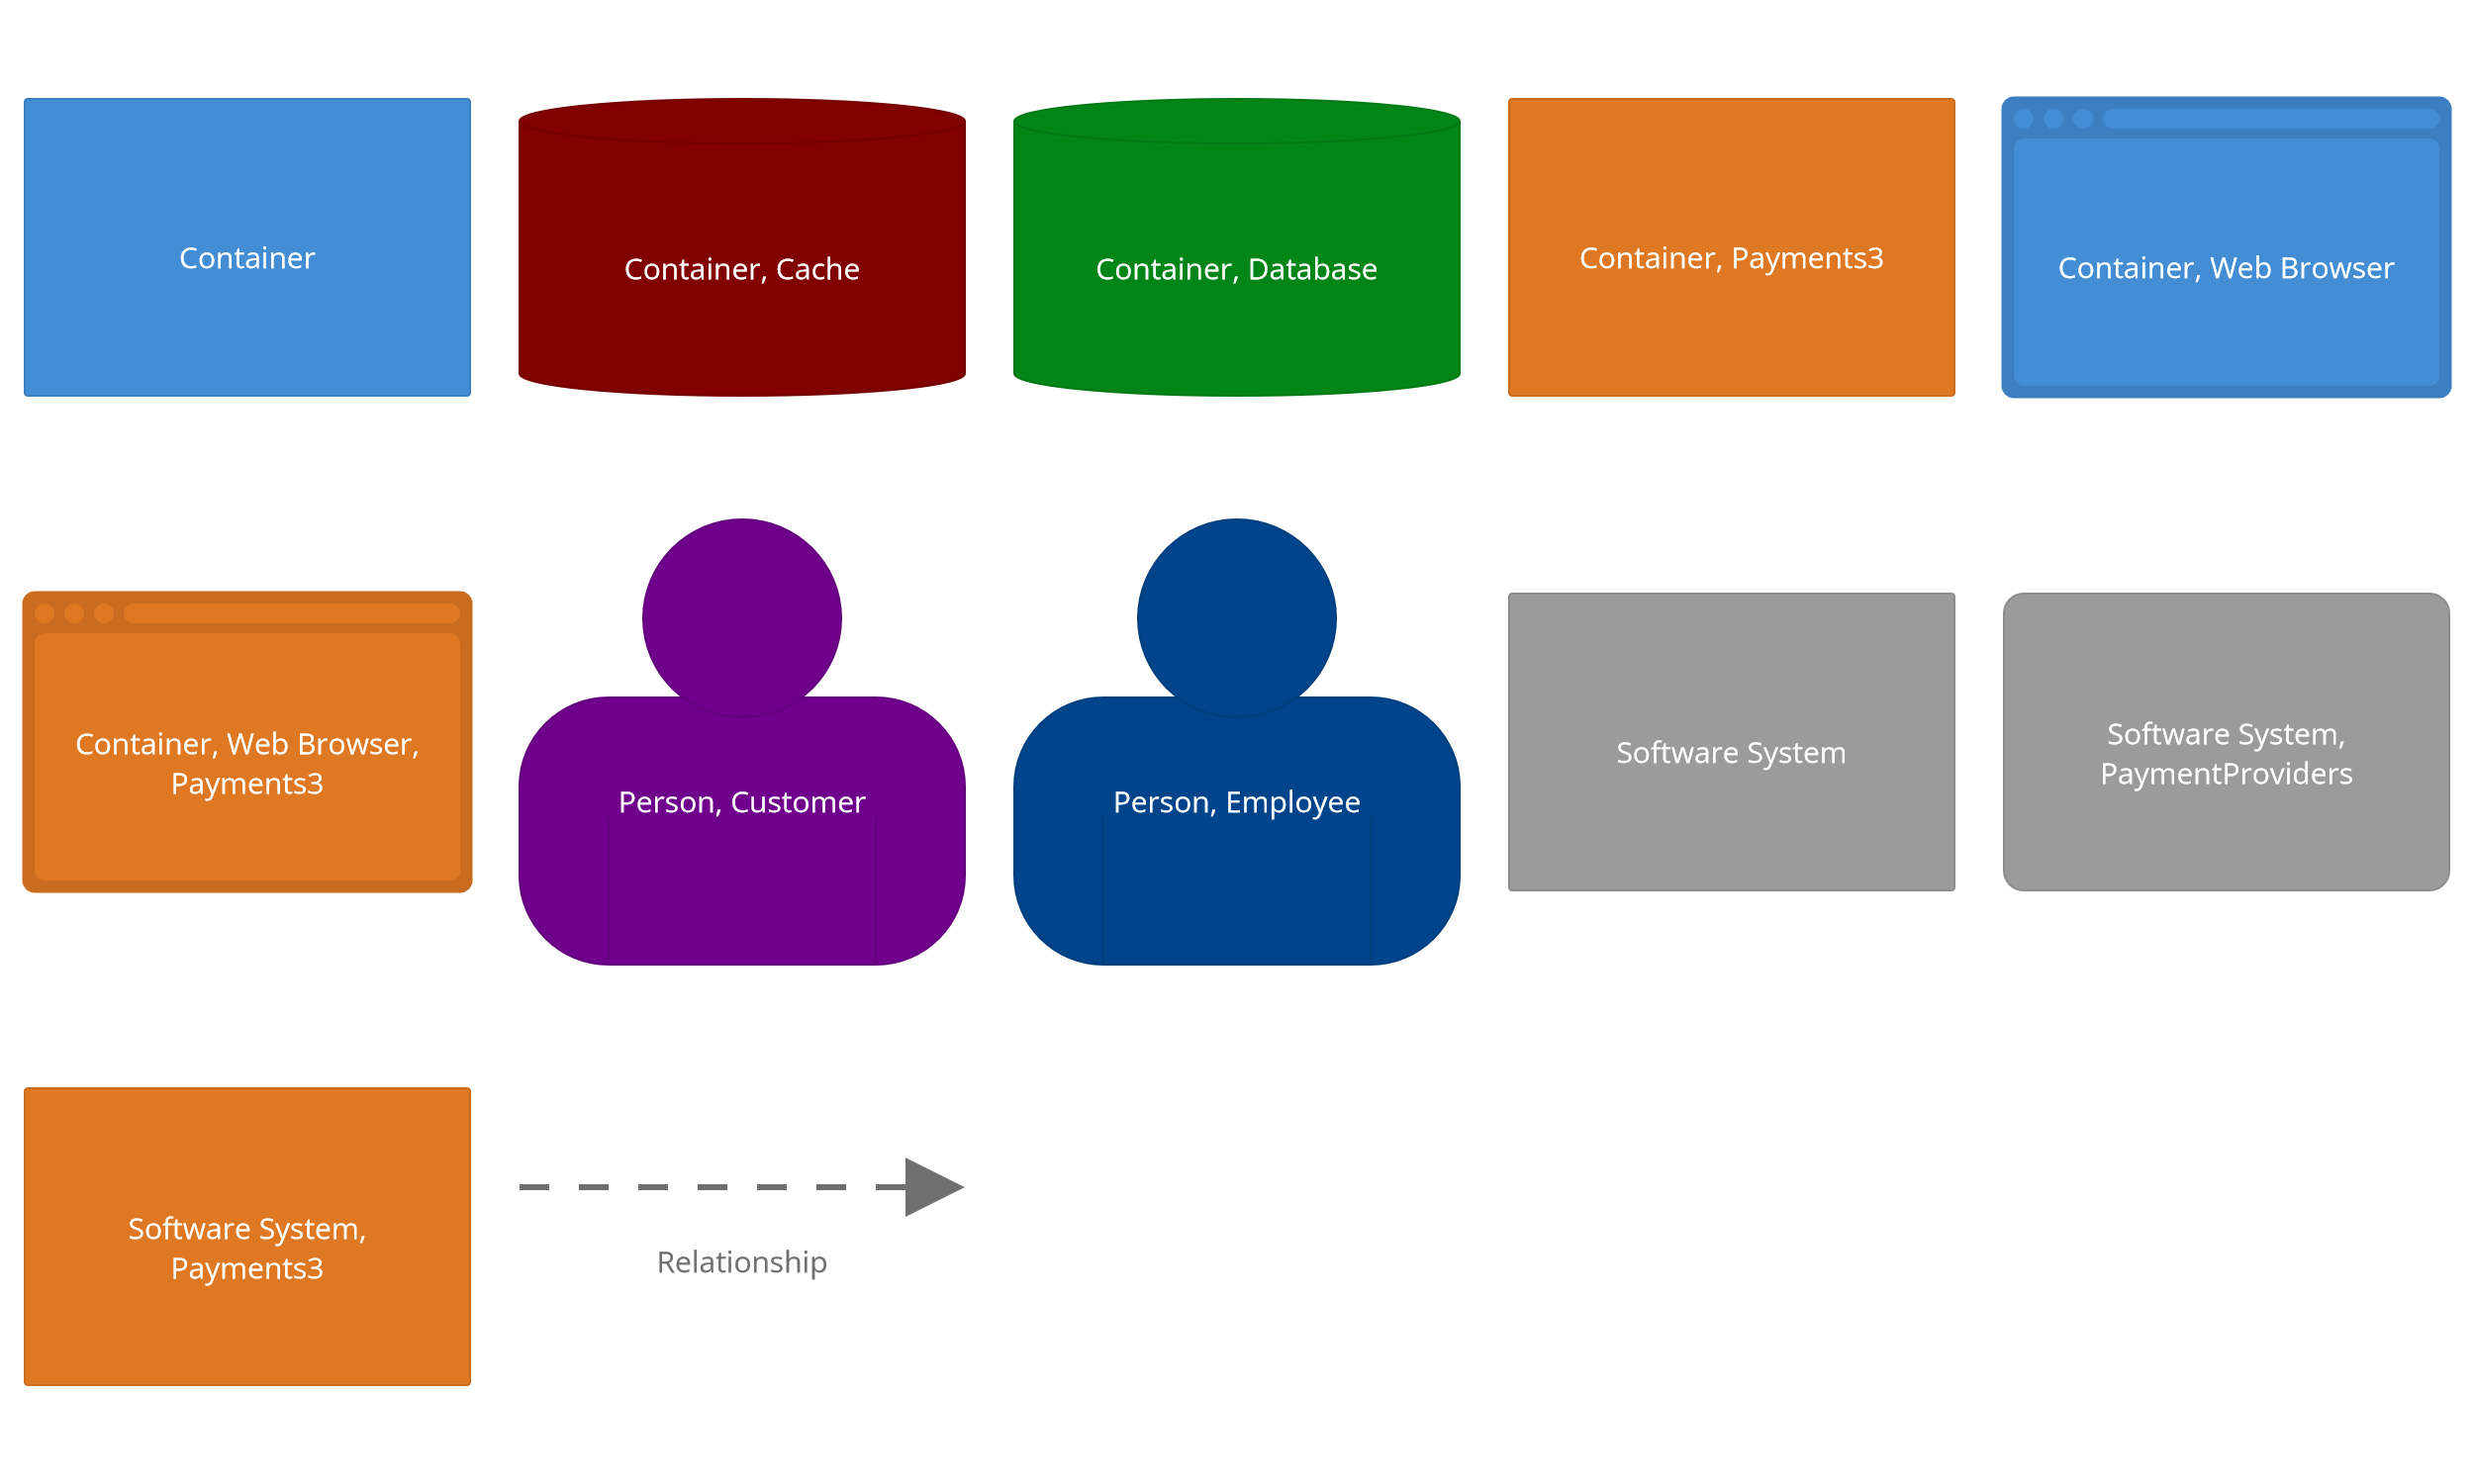 Container
Container, Cache
Container, Database
Container, Payments3
Container, Web Browser
Container, Web Browser,
Payments3
Person, Customer
Person, Employee
Software System
Software System,
PaymentProviders
Software System,
Payments3
Relationship